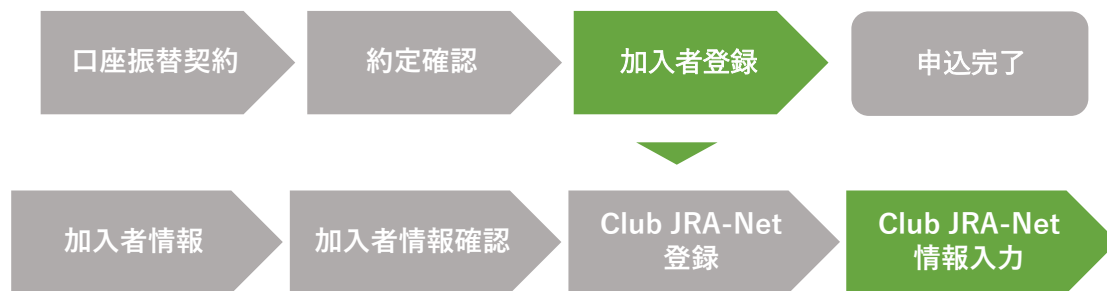 口座振替契約
約定確認
加入者登録
申込完了
加入者情報
加入者情報確認
Club JRA-Net
登録
Club JRA-Net
情報入力